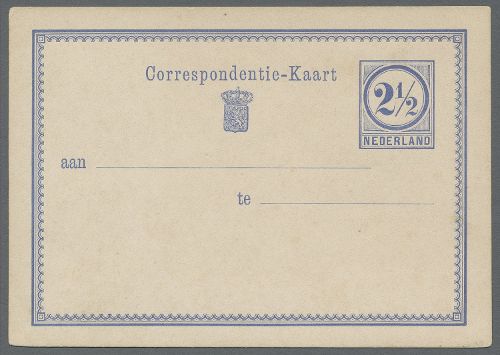 Correspondentie-Kaart
2½
NEDERLAND
aan
te